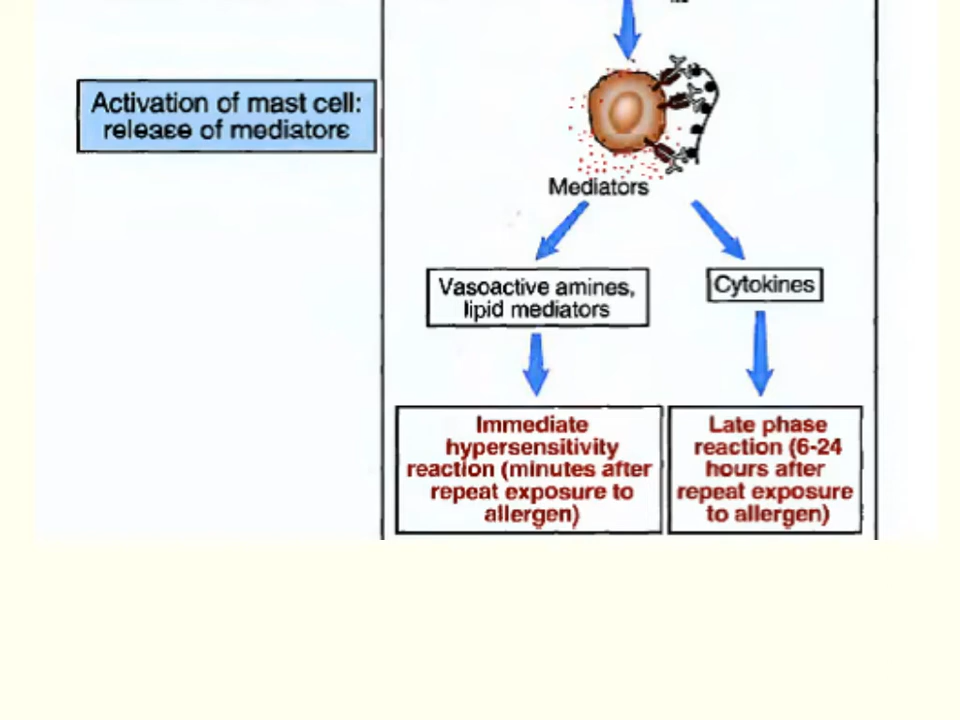 Activation of mast cell:
release of mediators
Mediators
Vasoactive amines,
lipid mediators
Cytokines
Immediate
hypersensitivity
reaction (minutes after
repeat exposure to
allergen)
Late phase
reaction (6-24
hours after
repeat exposure
to allergen)